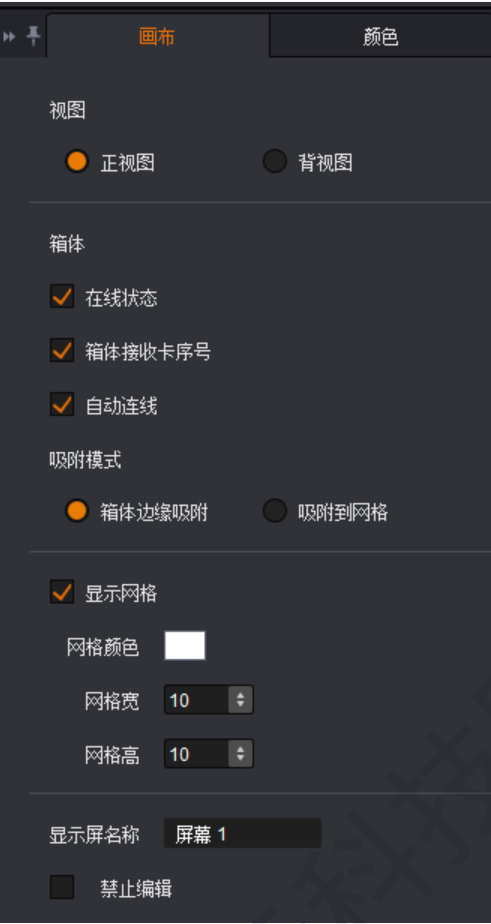 画布 颜色
视图
正视图 背视图
箱体
在线状态
箱体接收卡序号
自动连线
吸附模式
箱体边缘吸附 吸附到网格
显示网格
网格颜色
网格宽 10
网格高 10
显示屏名称 屏幕 1
禁止编辑
科技